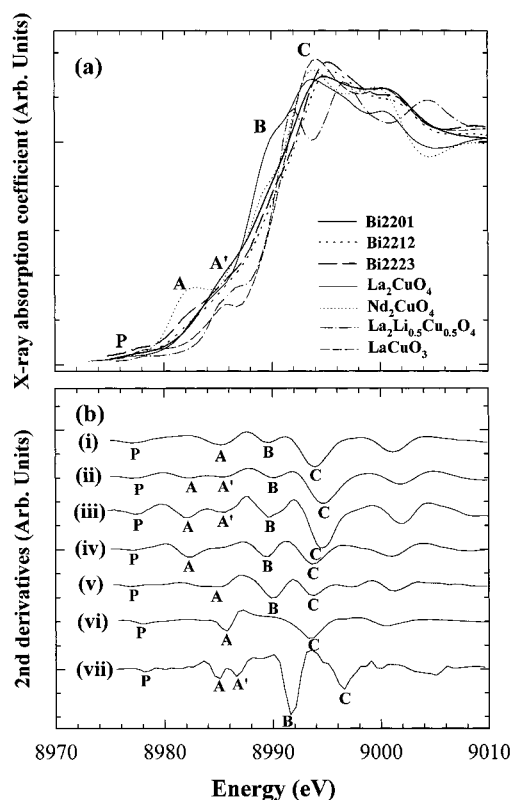 X-ray absorption coefficient (Arb. Units)
(a)
C
B
A'
A
P
Bi2201
Bi2212
Bi2223
La₂CuO₄
Nd₂CuO₄
La₂Li₀.₅Cu₀.₅O₄
LaCuO₃
2nd derivatives (Arb. Units)
(b)
(i)
P A B C
(ii)
P A A' B C
(iii)
P A A' B C
(iv)
P A B C
(v)
P A B C
(vi)
P A C
(vii)
P A A' B C
8970 8980 8990 9000 9010
Energy (eV)